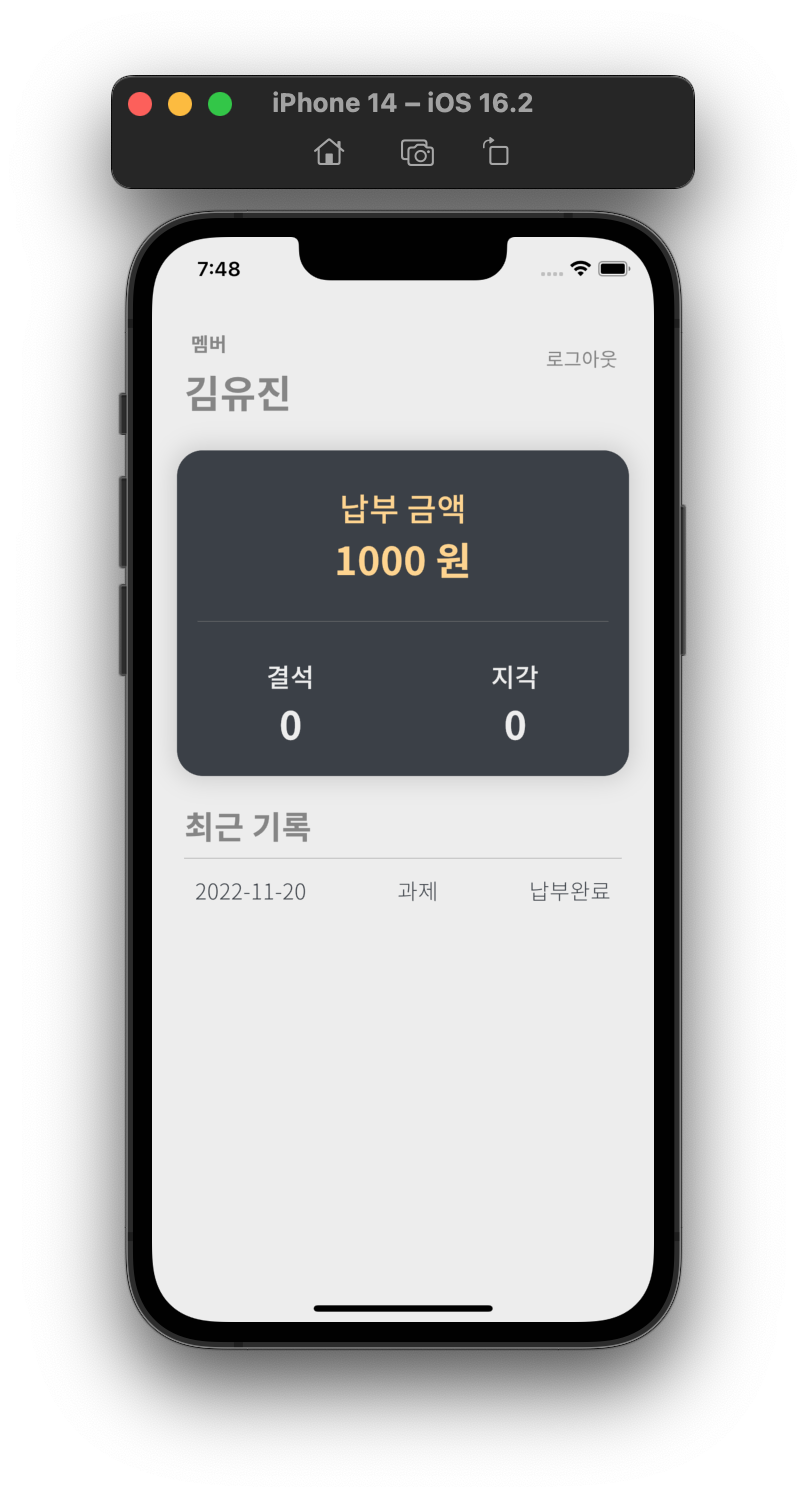 iPhone 14 – iOS 16.2
7:48
멤버
로그아웃
김유진
납부 금액
1000 원
결석 지각
0 0
최근 기록
2022-11-20 과제 납부완료